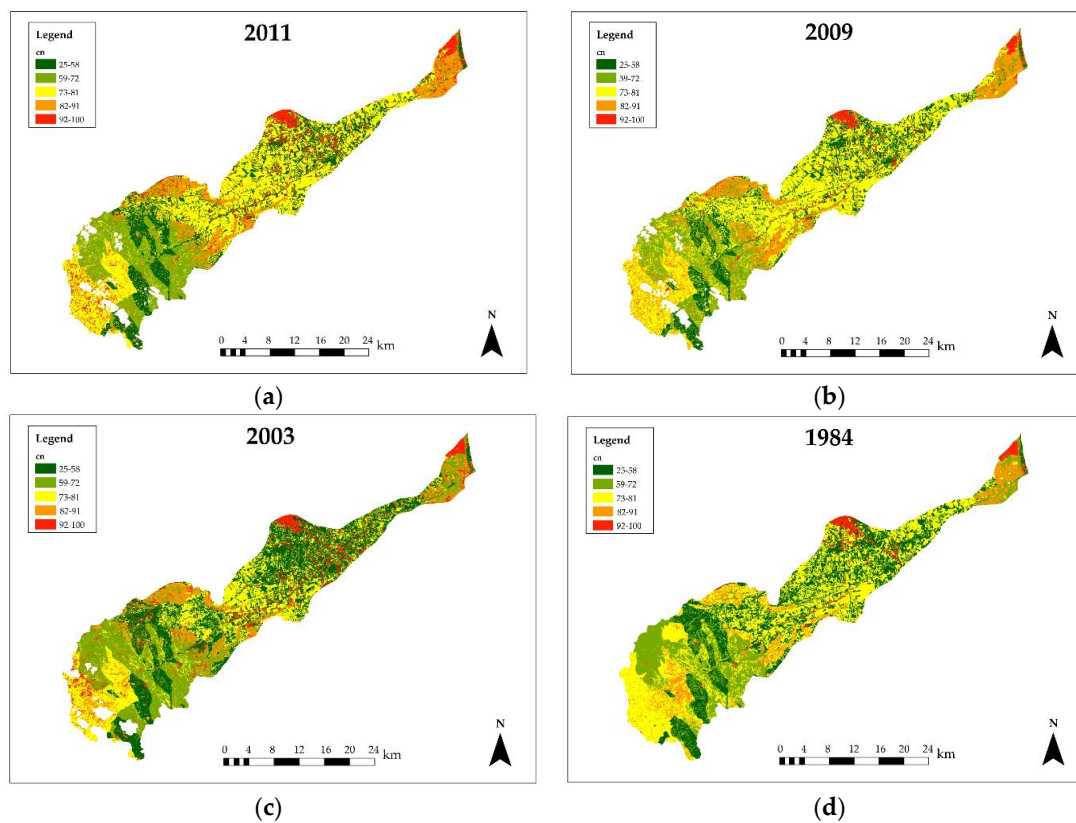 2011
Legend
cn
25-58
59-72
73-81
82-91
92-100
N
0 4 8 12 16 20 24 km
(a)
2009
Legend
cn
25-58
59-72
73-81
82-91
92-100
N
0 4 8 12 16 20 24 km
(b)
2003
Legend
cn
25-58
59-72
73-81
82-91
92-100
N
0 4 8 12 16 20 24 km
(c)
1984
Legend
cn
25-58
59-72
73-81
82-91
92-100
N
0 4 8 12 16 20 24 km
(d)